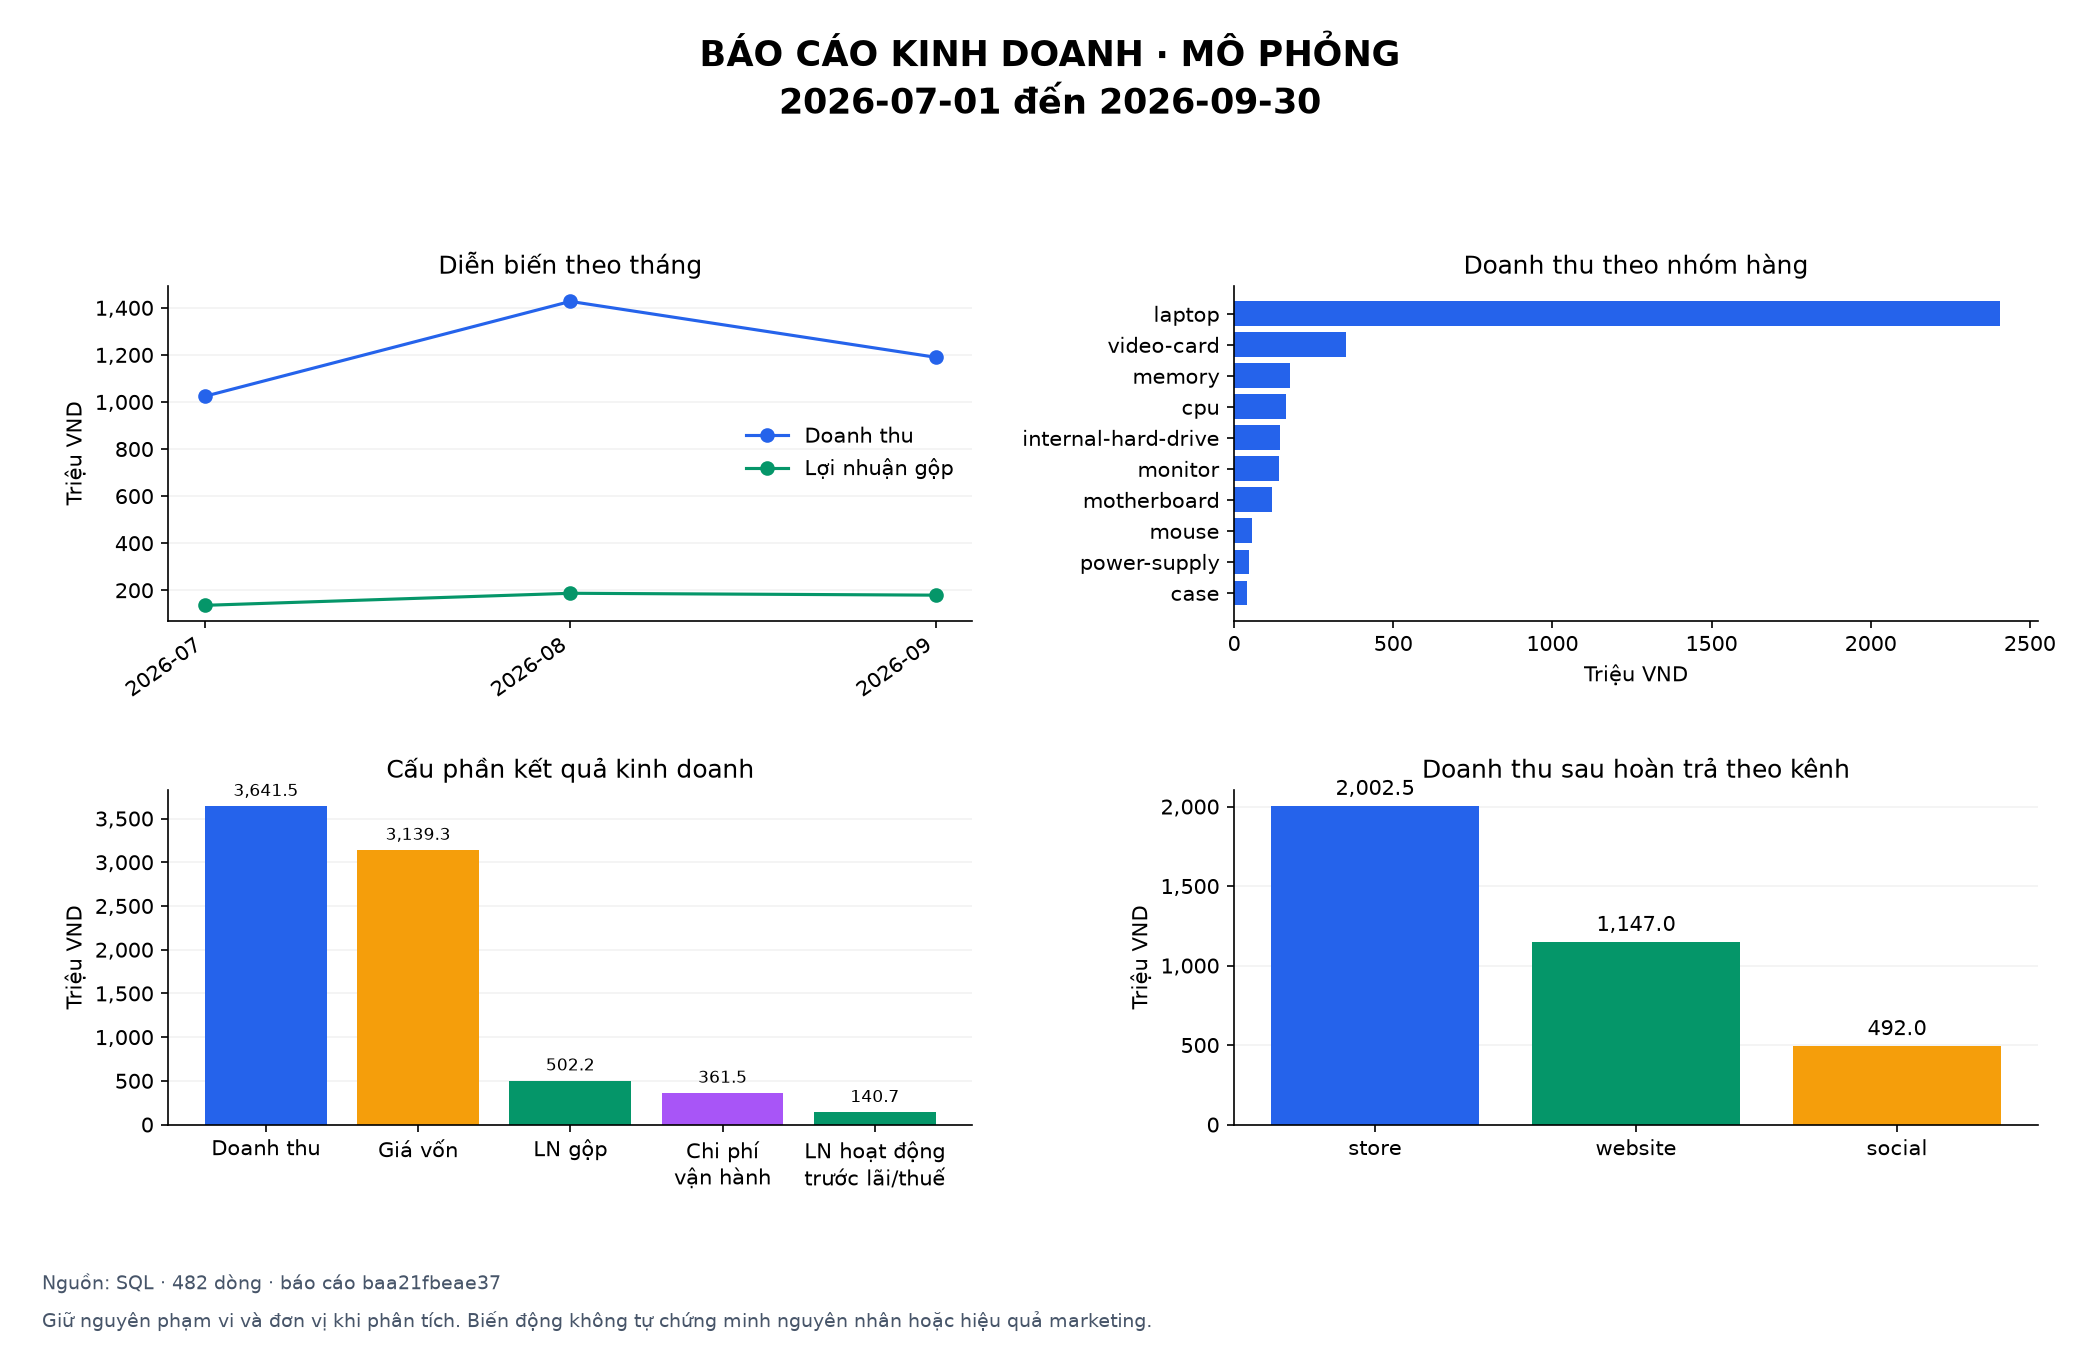 BÁO CÁO KINH DOANH · MÔ PHỎNG
2026-07-01 đến 2026-09-30
Diễn biến theo tháng
1,400
1,200
1,000
800
600
400
200
Triệu VND
Doanh thu
Lợi nhuận gộp
2026-07
2026-08
2026-09
Doanh thu theo nhóm hàng
laptop
video-card
memory
cpu
internal-hard-drive
monitor
motherboard
mouse
power-supply
case
0
500
1000
1500
2000
2500
Triệu VND
Cấu phần kết quả kinh doanh
3,500
3,000
2,500
2,000
1,500
1,000
500
0
Triệu VND
3,641.5
3,139.3
502.2
361.5
140.7
Doanh thu
Giá vốn
LN gộp
Chi phí
vận hành
LN hoạt động
trước lãi/thuế
Doanh thu sau hoàn trả theo kênh
2,000
1,500
1,000
500
0
Triệu VND
2,002.5
1,147.0
492.0
store
website
social
Nguồn: SQL · 482 dòng · báo cáo baa21fbeae37
Giữ nguyên phạm vi và đơn vị khi phân tích. Biến động không tự chứng minh nguyên nhân hoặc hiệu quả marketing.